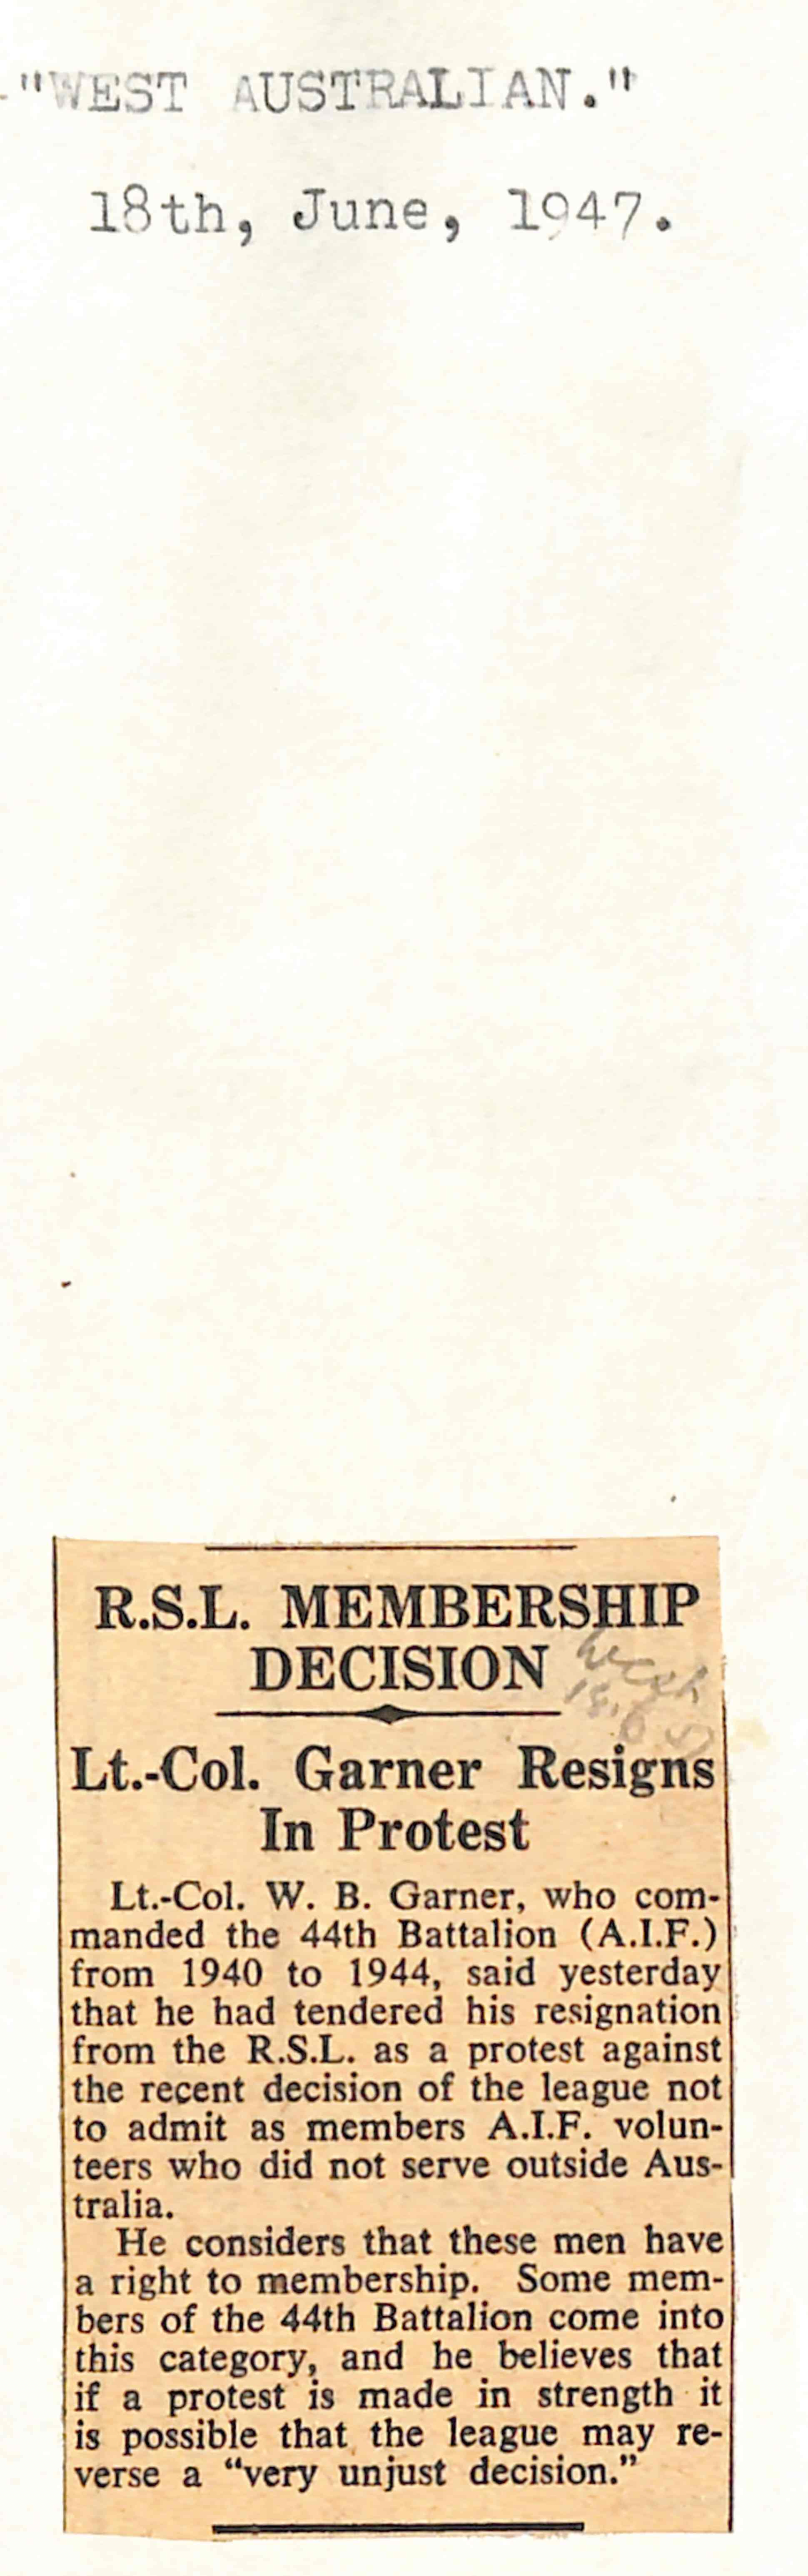 "WEST AUSTRALIAN."
18th, June, 1947.
R.S.L. MEMBERSHIP
DECISION
West
Lt.-Col. Garner Resigns
In Protest
Lt.-Col. W. B. Garner, who com-
manded the 44th Battalion (A.I.F.)
from 1940 to 1944, said yesterday
that he had tendered his resignation
from the R.S.L. as a protest against
the recent decision of the league not
to admit as members A.I.F. volun-
teers who did not serve outside Aus-
tralia.
He considers that these men have
a right to membership. Some mem-
bers of the 44th Battalion come into
this category, and he believes that
if a protest is made in strength it
is possible that the league may re-
verse a “very unjust decision.”